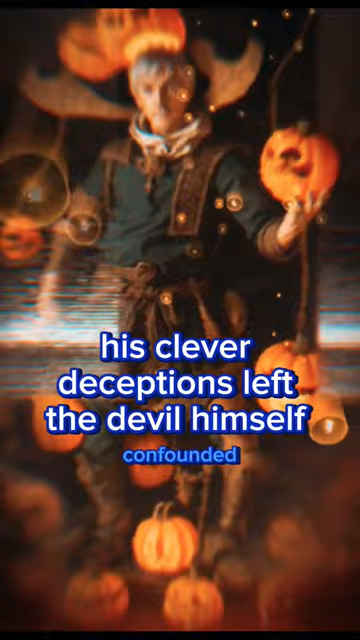 his clever
deceptions left
the devil himself
confounded